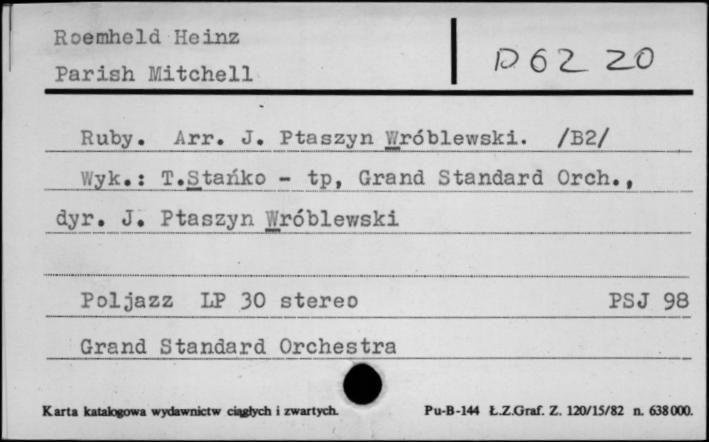 Roemheld Heinz
Parish Mitchell
D 62 20
Ruby. Arr. J. Ptaszyn Wróblewski. /B2/
Wyk.: T.Stańko - tp, Grand Standard Orch.,
dyr. J. Ptaszyn Wróblewski
Poljazz LP 30 stereo PSJ 98
Grand Standard Orchestra
Karta katalogowa wydawnictw ciągłych i zwartych. Pu-B-144 Ł.Z.Graf. Z. 120/15/82 n. 638000.